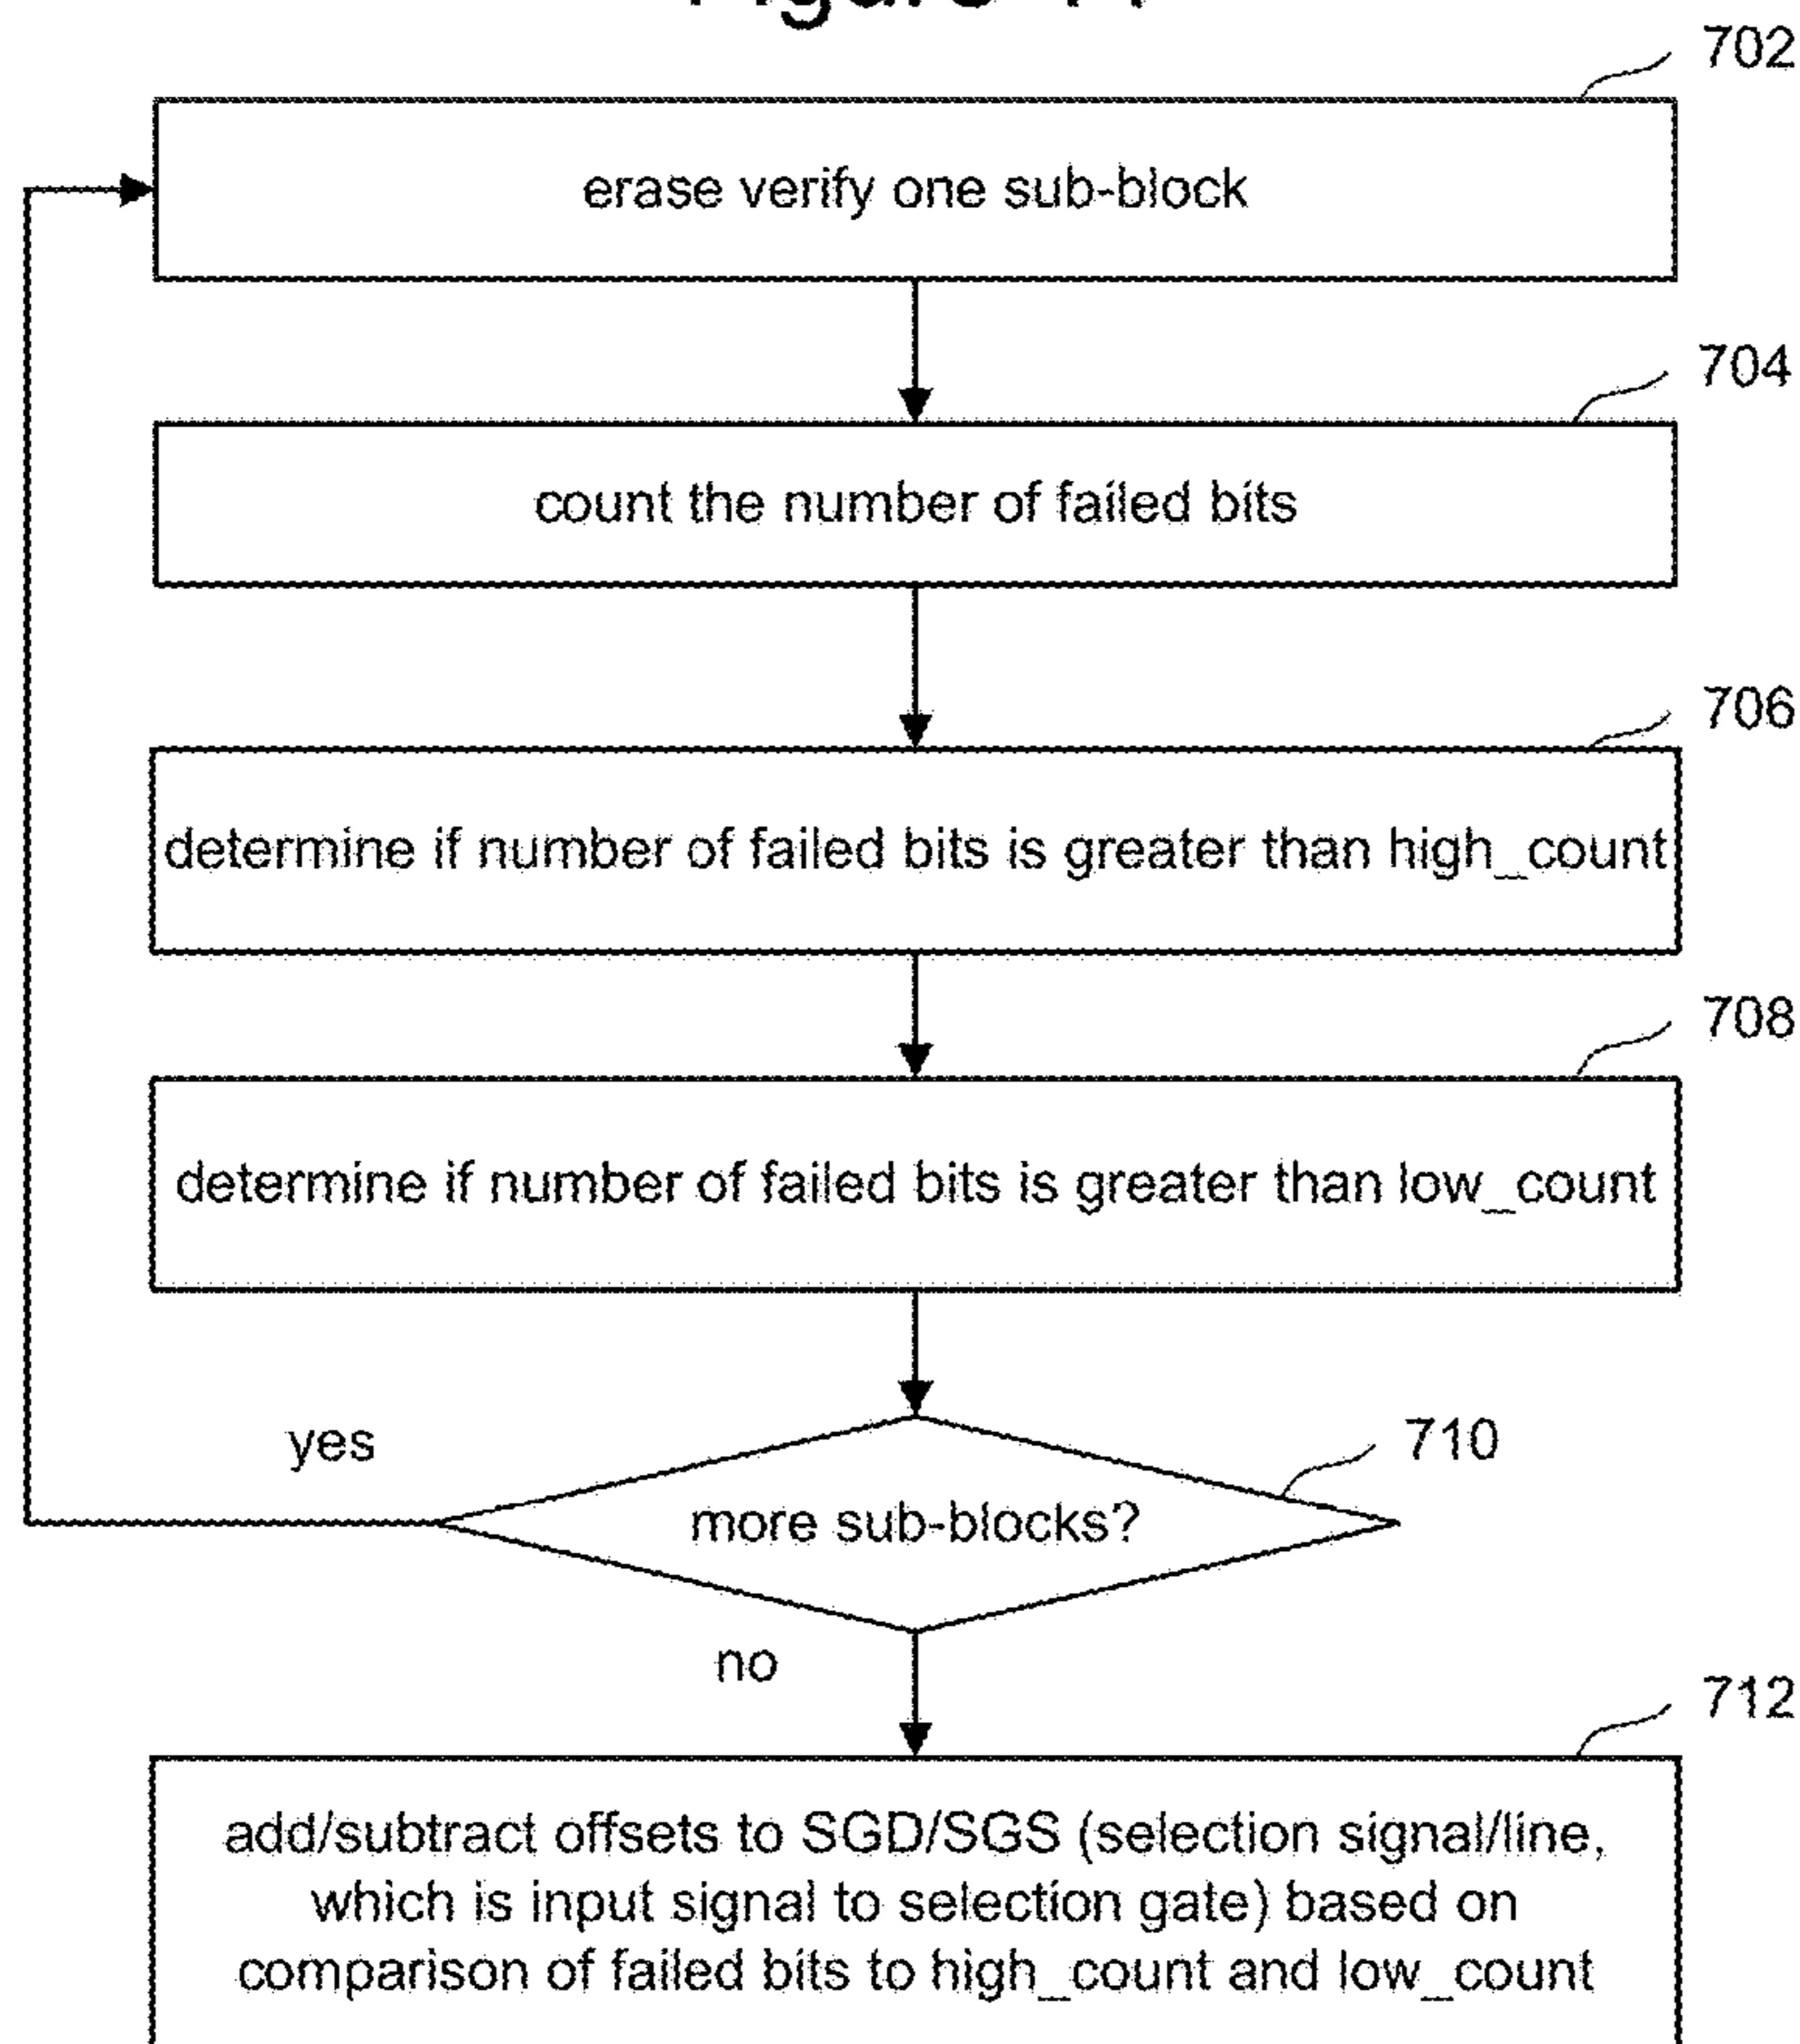 702
erase verify one sub-block
704
count the number of failed bits
706
determine if number of failed bits is greater than high_count
708
determine if number of failed bits is greater than low_count
yes
710
more sub-blocks?
no
712
add/subtract offsets to SGD/SGS (selection signal/line,
which is input signal to selection gate) based on
comparison of failed bits to high_count and low_count